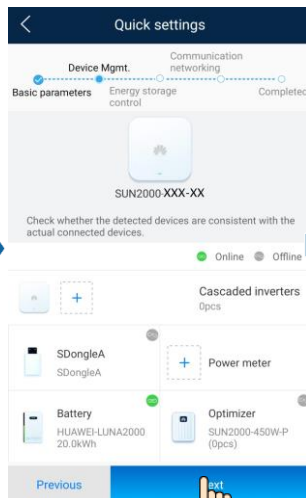 Quick settings
Communication
Device Mgmt. networking
Basic parameters Energy storage Completed
control
SUN2000-XXX-XX
Check whether the detected devices are consistent with the
actual connected devices.
Online Offline
Cascaded inverters
0pcs
SDongleA
SDongleA
Power meter
Battery
HUAWEI-LUNA2000
20.0kWh
Optimizer
SUN2000-450W-P
(0pcs)
Previous
ext